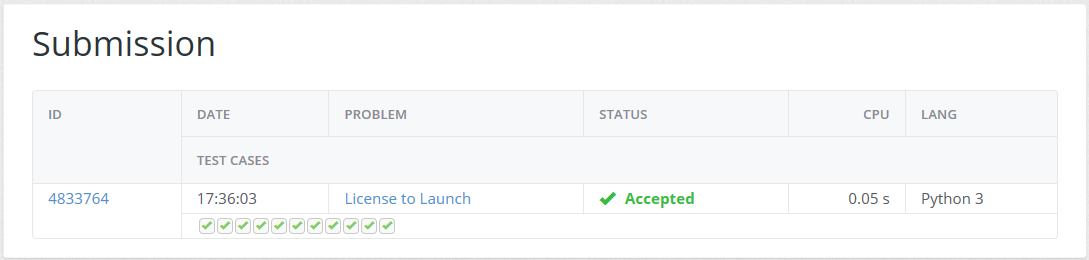 Submission
ID DATE PROBLEM STATUS CPU LANG
TEST CASES
4833764 17:36:03 License to Launch Accepted 0.05 s Python 3